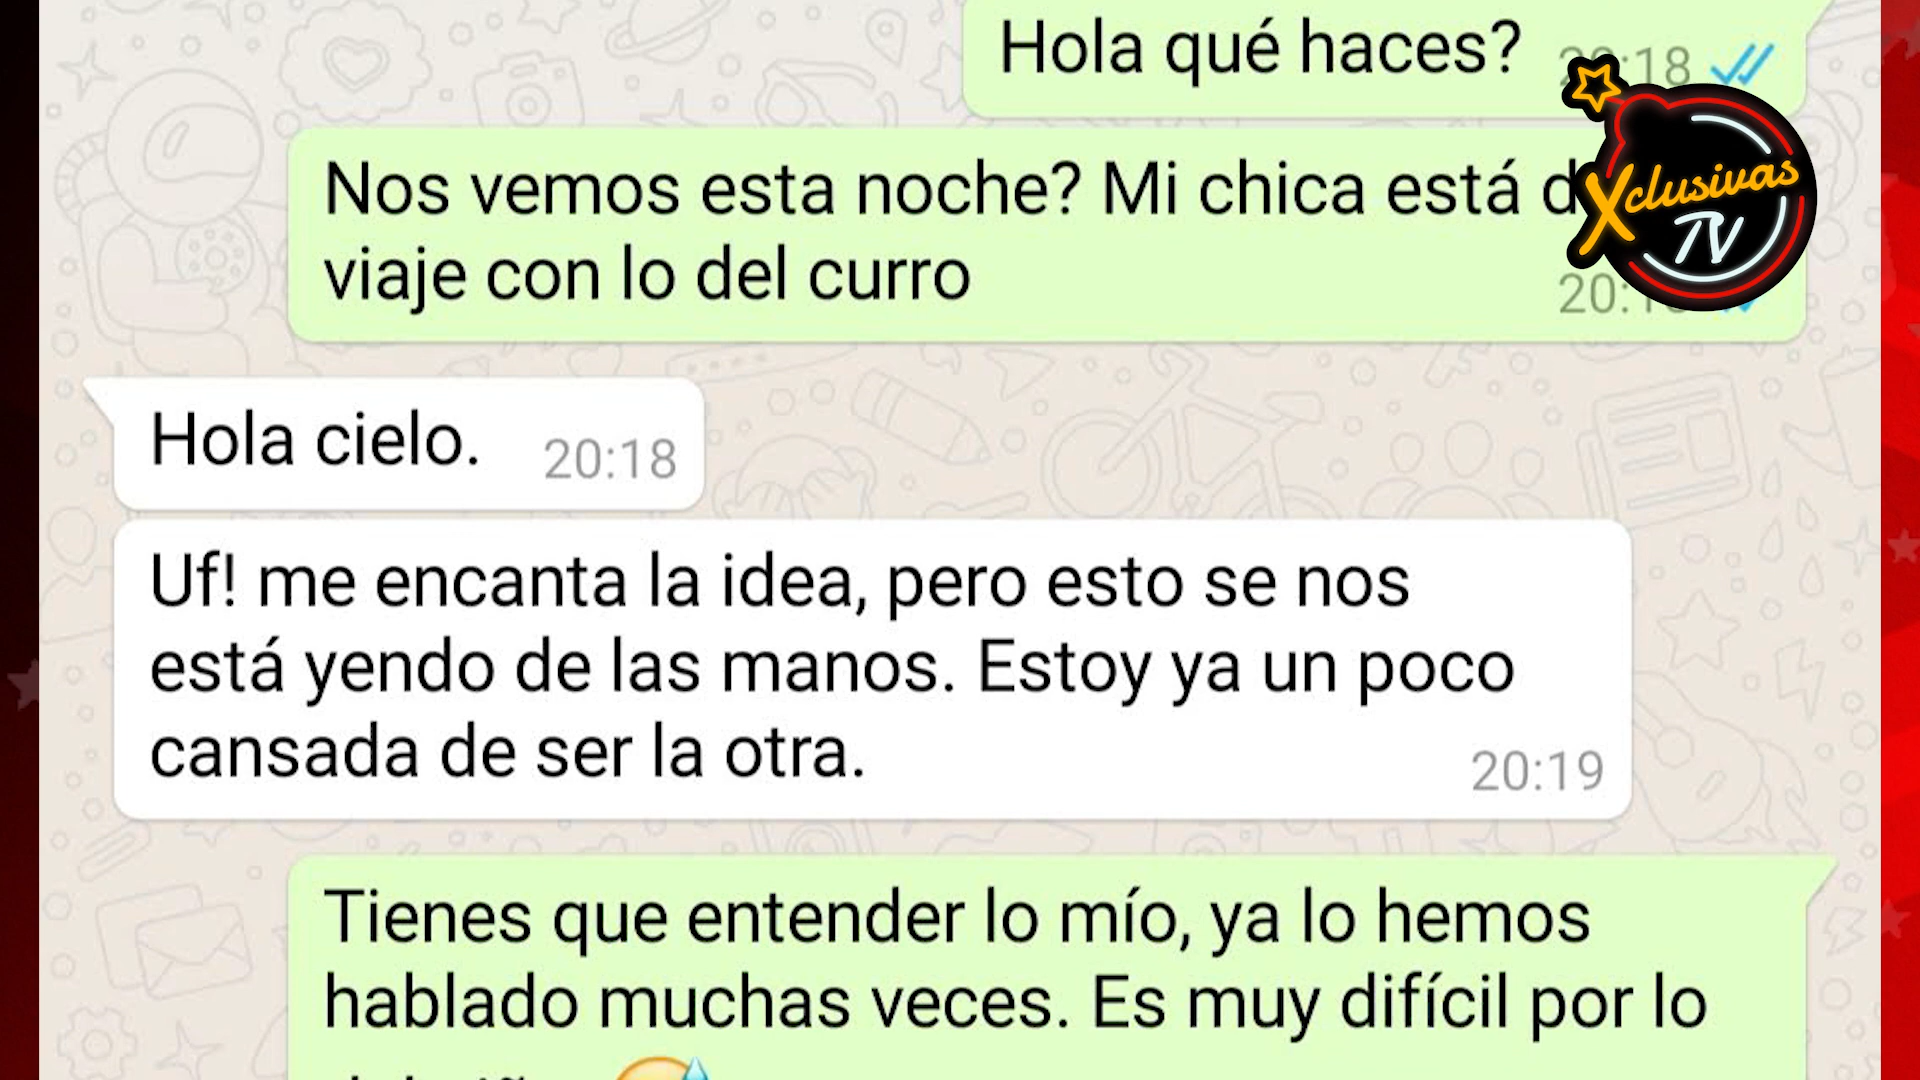 Hola qué haces?
:18
Nos vemos esta noche? Mi chica está d
viaje con lo del curro
20:1
Xclusivas
TV
Hola cielo.
20:18
Uf! me encanta la idea, pero esto se nos
está yendo de las manos. Estoy ya un poco
cansada de ser la otra.
20:19
Tienes que entender lo mío, ya lo hemos
hablado muchas veces. Es muy difícil por lo